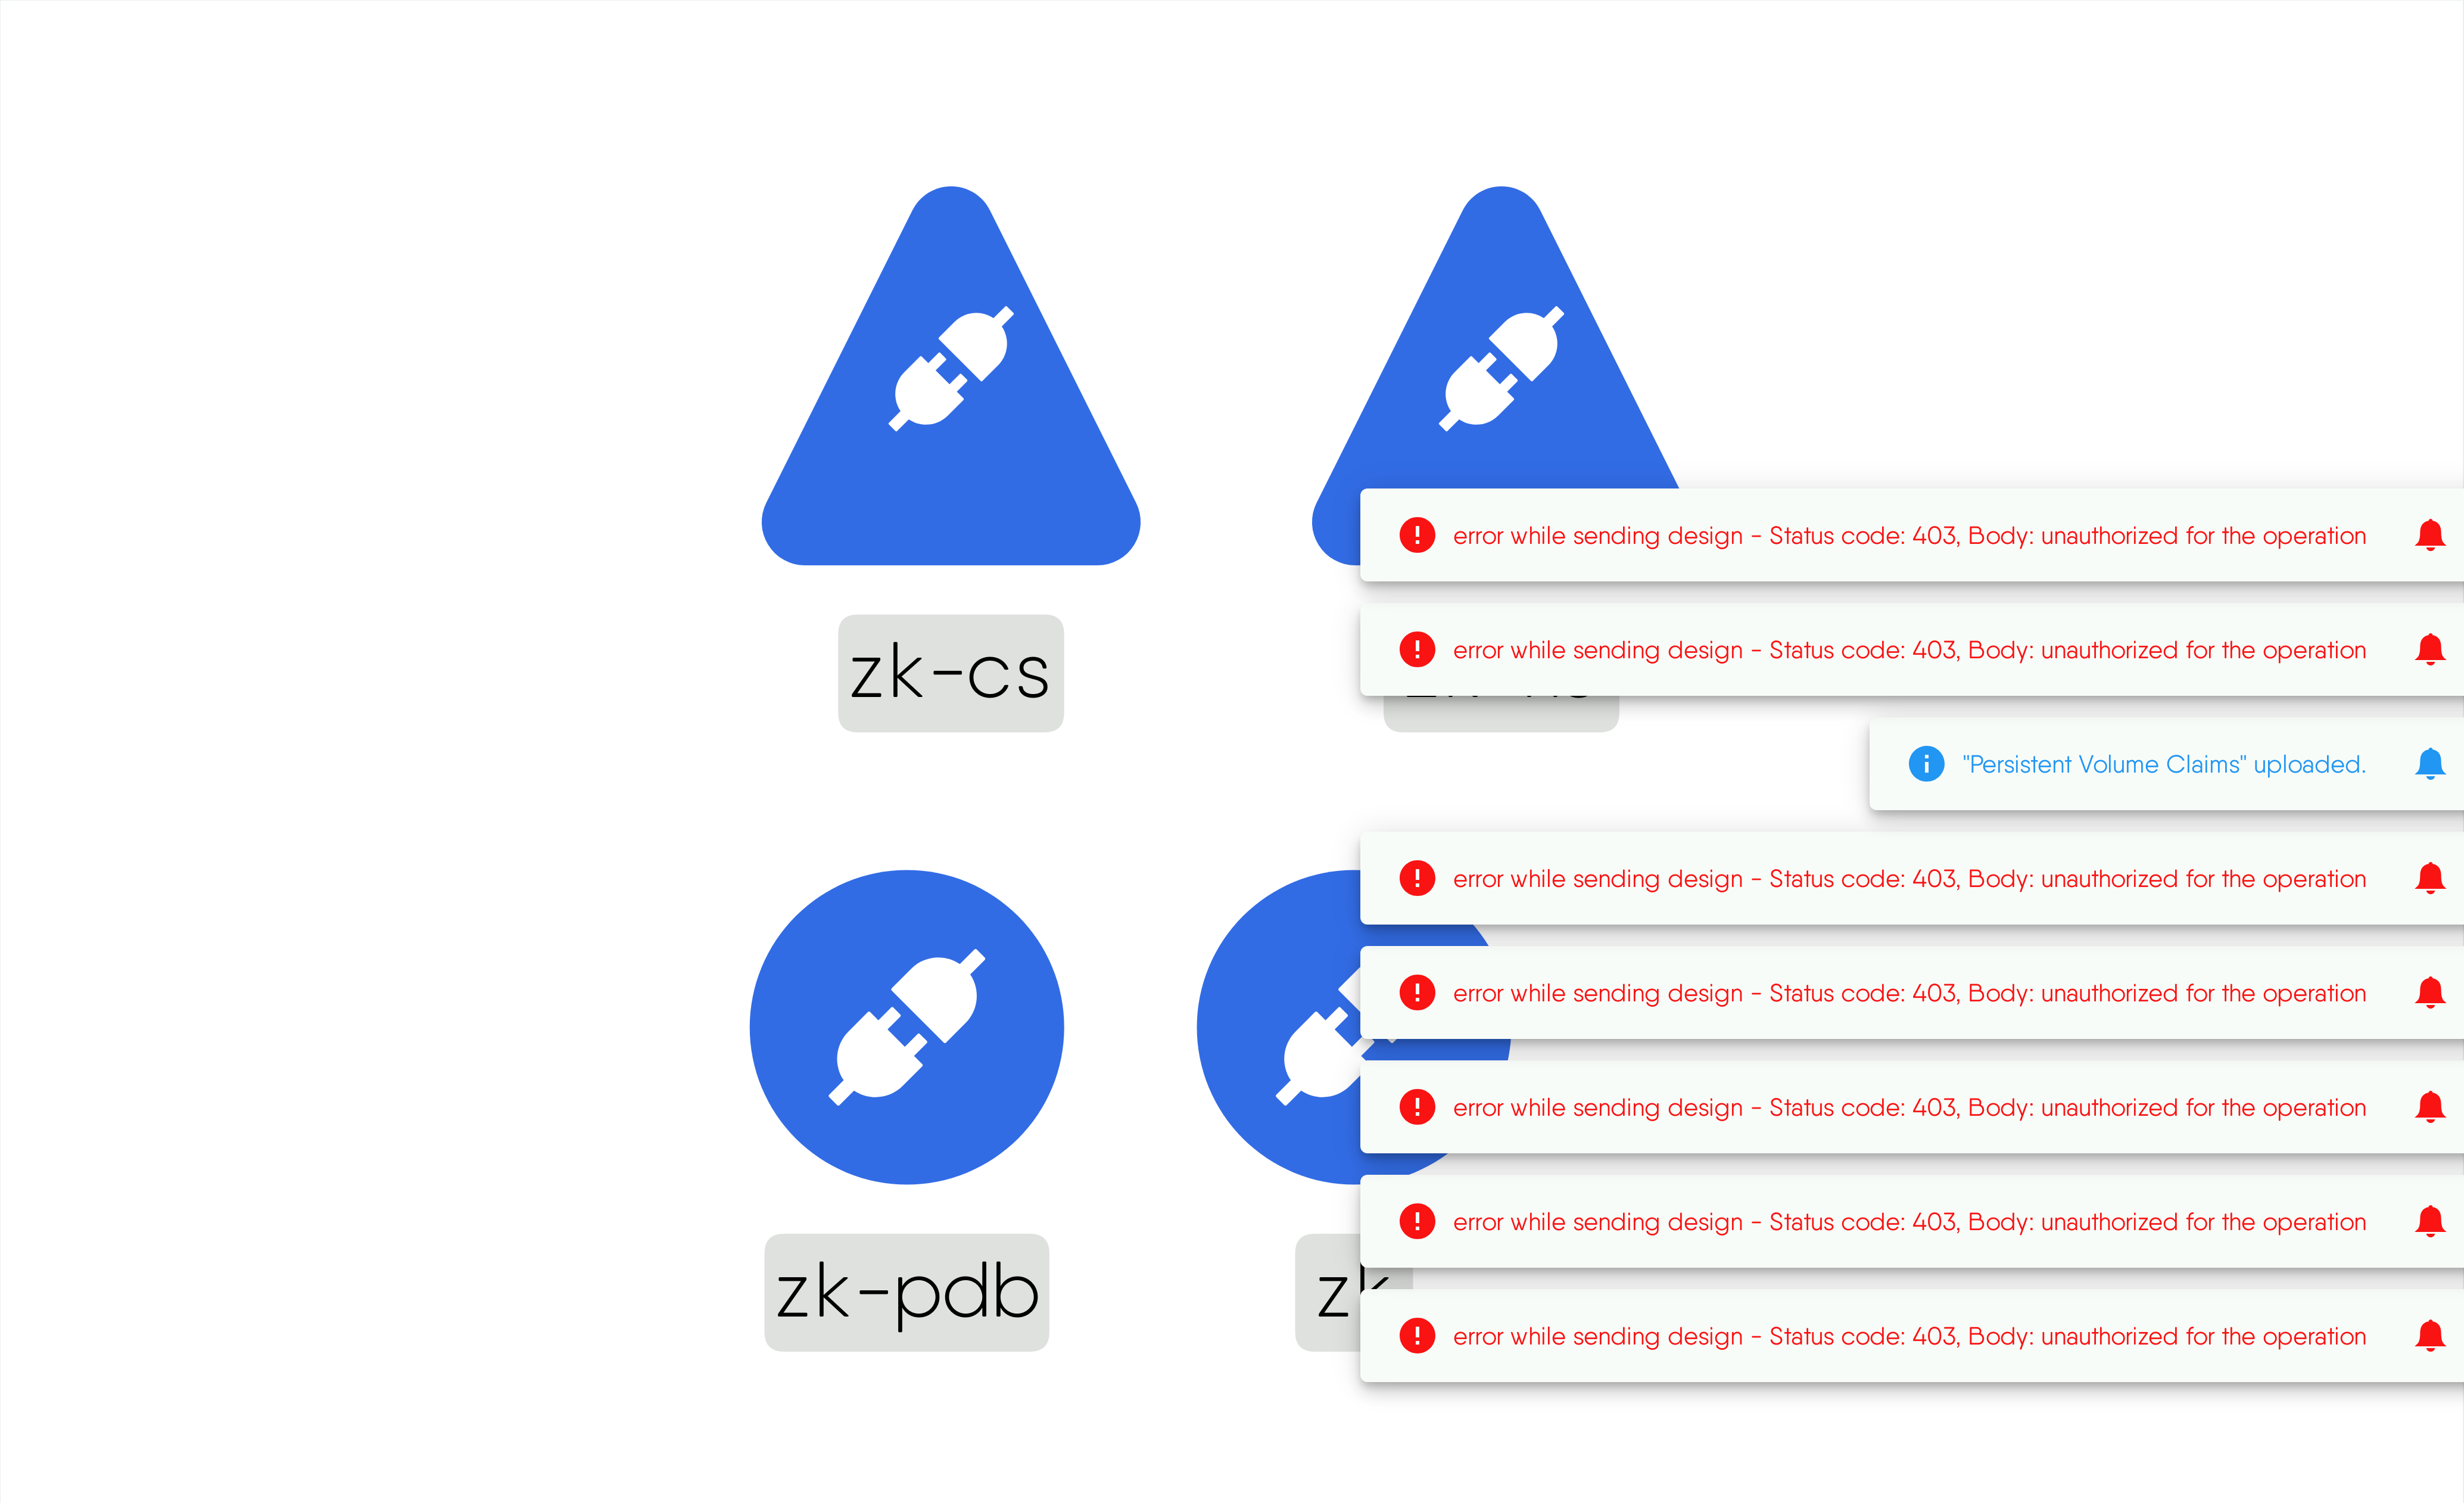 error while sending design - Status code: 403, Body: unauthorized for the operation
zk-cs
error while sending design - Status code: 403, Body: unauthorized for the operation
"Persistent Volume Claims" uploaded.
error while sending design - Status code: 403, Body: unauthorized for the operation
error while sending design - Status code: 403, Body: unauthorized for the operation
error while sending design - Status code: 403, Body: unauthorized for the operation
error while sending design - Status code: 403, Body: unauthorized for the operation
zk-pdb
zk
error while sending design - Status code: 403, Body: unauthorized for the operation